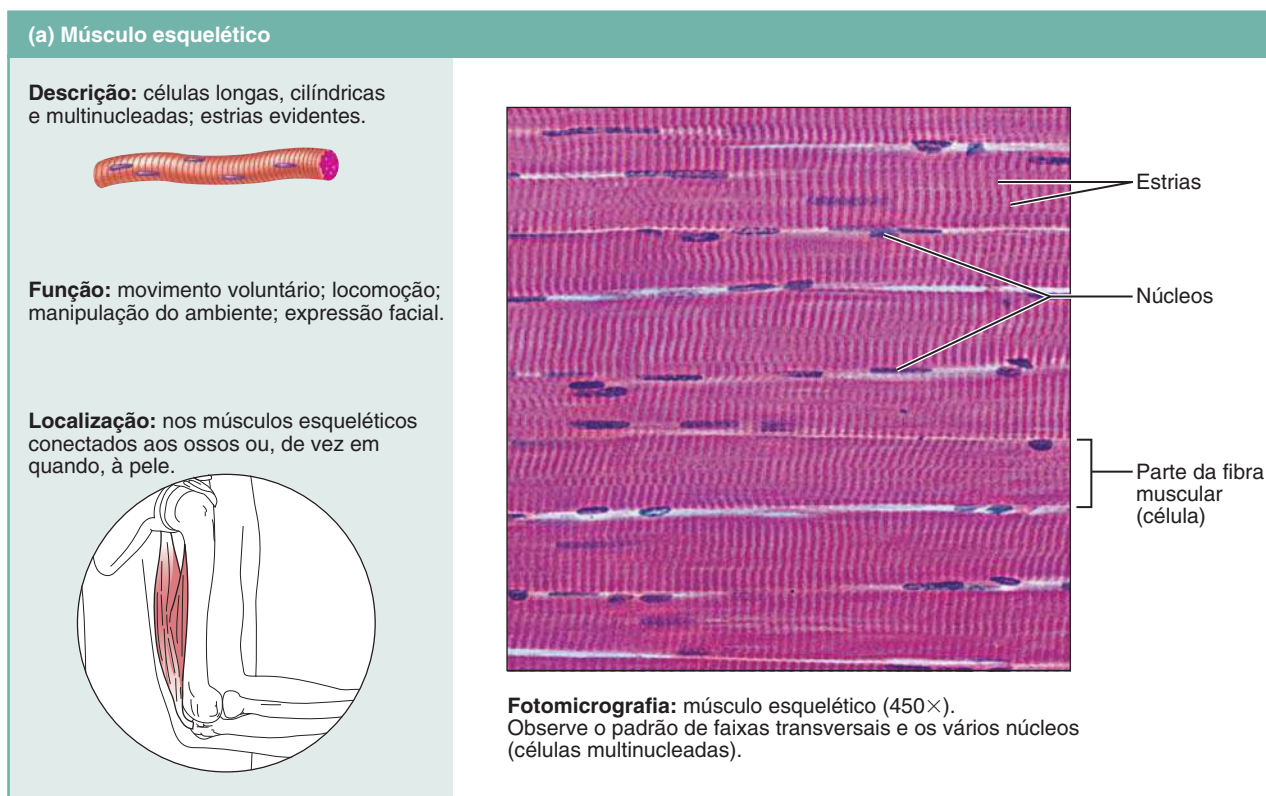 (a) Músculo esquelético
Descrição: células longas, cilíndricas
e multinucleadas; estrias evidentes.
Função: movimento voluntário; locomoção;
manipulação do ambiente; expressão facial.
Localização: nos músculos esqueléticos
conectados aos ossos ou, de vez em
quando, à pele.
Estrias
Núcleos
Parte da fibra
muscular
(célula)
Fotomicrografia: músculo esquelético (450×).
Observe o padrão de faixas transversais e os vários núcleos
(células multinucleadas).